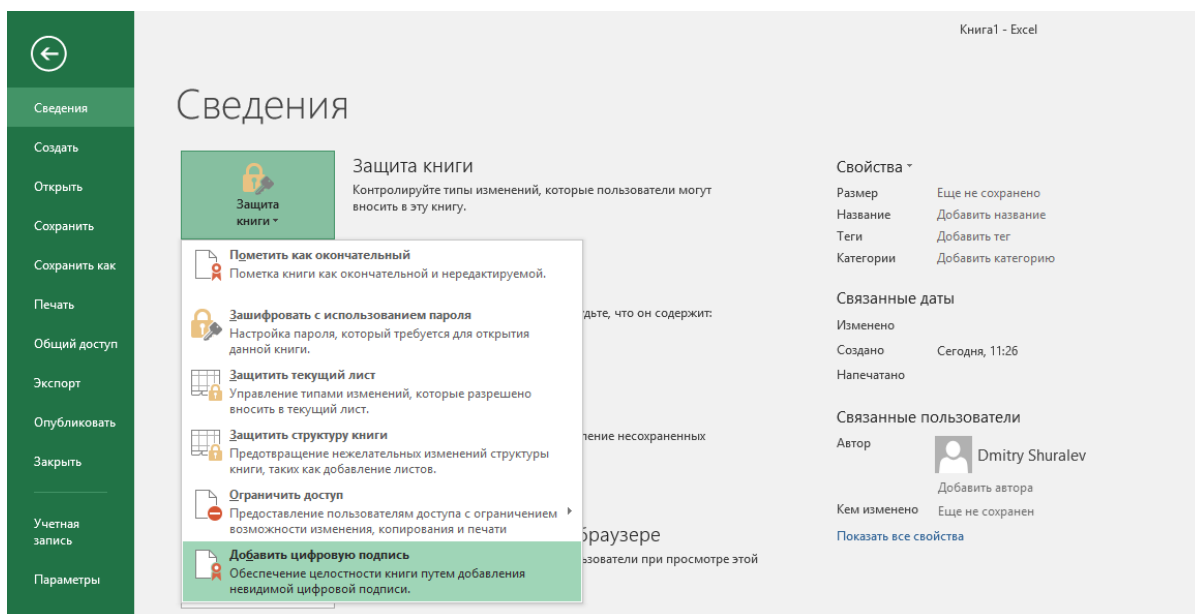 Книга1 - Excel
Сведения
Создать
Открыть
Сохранить
Сохранить как
Печать
Общий доступ
Экспорт
Опубликовать
Закрыть
Учетная
запись
Параметры
Сведения
Защита
книги
Защита книги
Контролируйте типы изменений, которые пользователи могут
вносить в эту книгу.
Пометить как окончательный
Пометка книги как окончательной и нередактируемой.
Зашифровать с использованием пароля
Настройка пароля, который требуется для открытия
данной книги.
Защитить текущий лист
Управление типами изменений, которые разрешено
вносить в текущий лист.
Защитить структуру книги
Предотвращение нежелательных изменений структуры
книги, таких как добавление листов.
Ограничить доступ
Предоставление пользователям доступа с ограничением
возможности изменения, копирования и печати
Добавить цифровую подпись
Обеспечение целостности книги путем добавления
невидимой цифровой подписи.
что он содержит:
несохраненных
при просмотре этой
Свойства
Размер Еще не сохранено
Название Добавить название
Теги Добавить тег
Категории Добавить категорию
Связанные даты
Изменено
Создано Сегодня, 11:26
Напечатано
Связанные пользователи
Автор Dmitry Shuralev
Добавить автора
Кем изменено Еще не сохранен
Показать все свойства